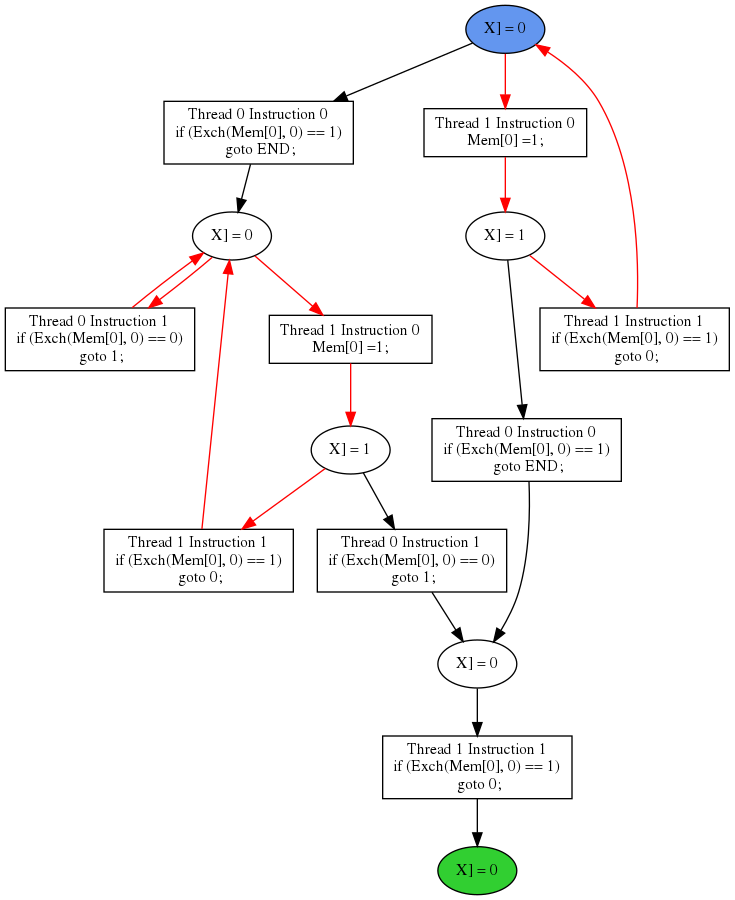 X] = 0
Thread 0 Instruction 0
if (Exch(Mem[0], 0) == 1)
goto END;
Thread 1 Instruction 0
Mem[0] =1;
X] = 0
X] = 1
Thread 0 Instruction 1
if (Exch(Mem[0], 0) == 0)
goto 1;
Thread 1 Instruction 0
Mem[0] =1;
Thread 1 Instruction 1
if (Exch(Mem[0], 0) == 1)
goto 0;
X] = 1
Thread 0 Instruction 0
if (Exch(Mem[0], 0) == 1)
goto END;
Thread 1 Instruction 1
if (Exch(Mem[0], 0) == 1)
goto 0;
Thread 0 Instruction 1
if (Exch(Mem[0], 0) == 0)
goto 1;
X] = 0
Thread 1 Instruction 1
if (Exch(Mem[0], 0) == 1)
goto 0;
X] = 0